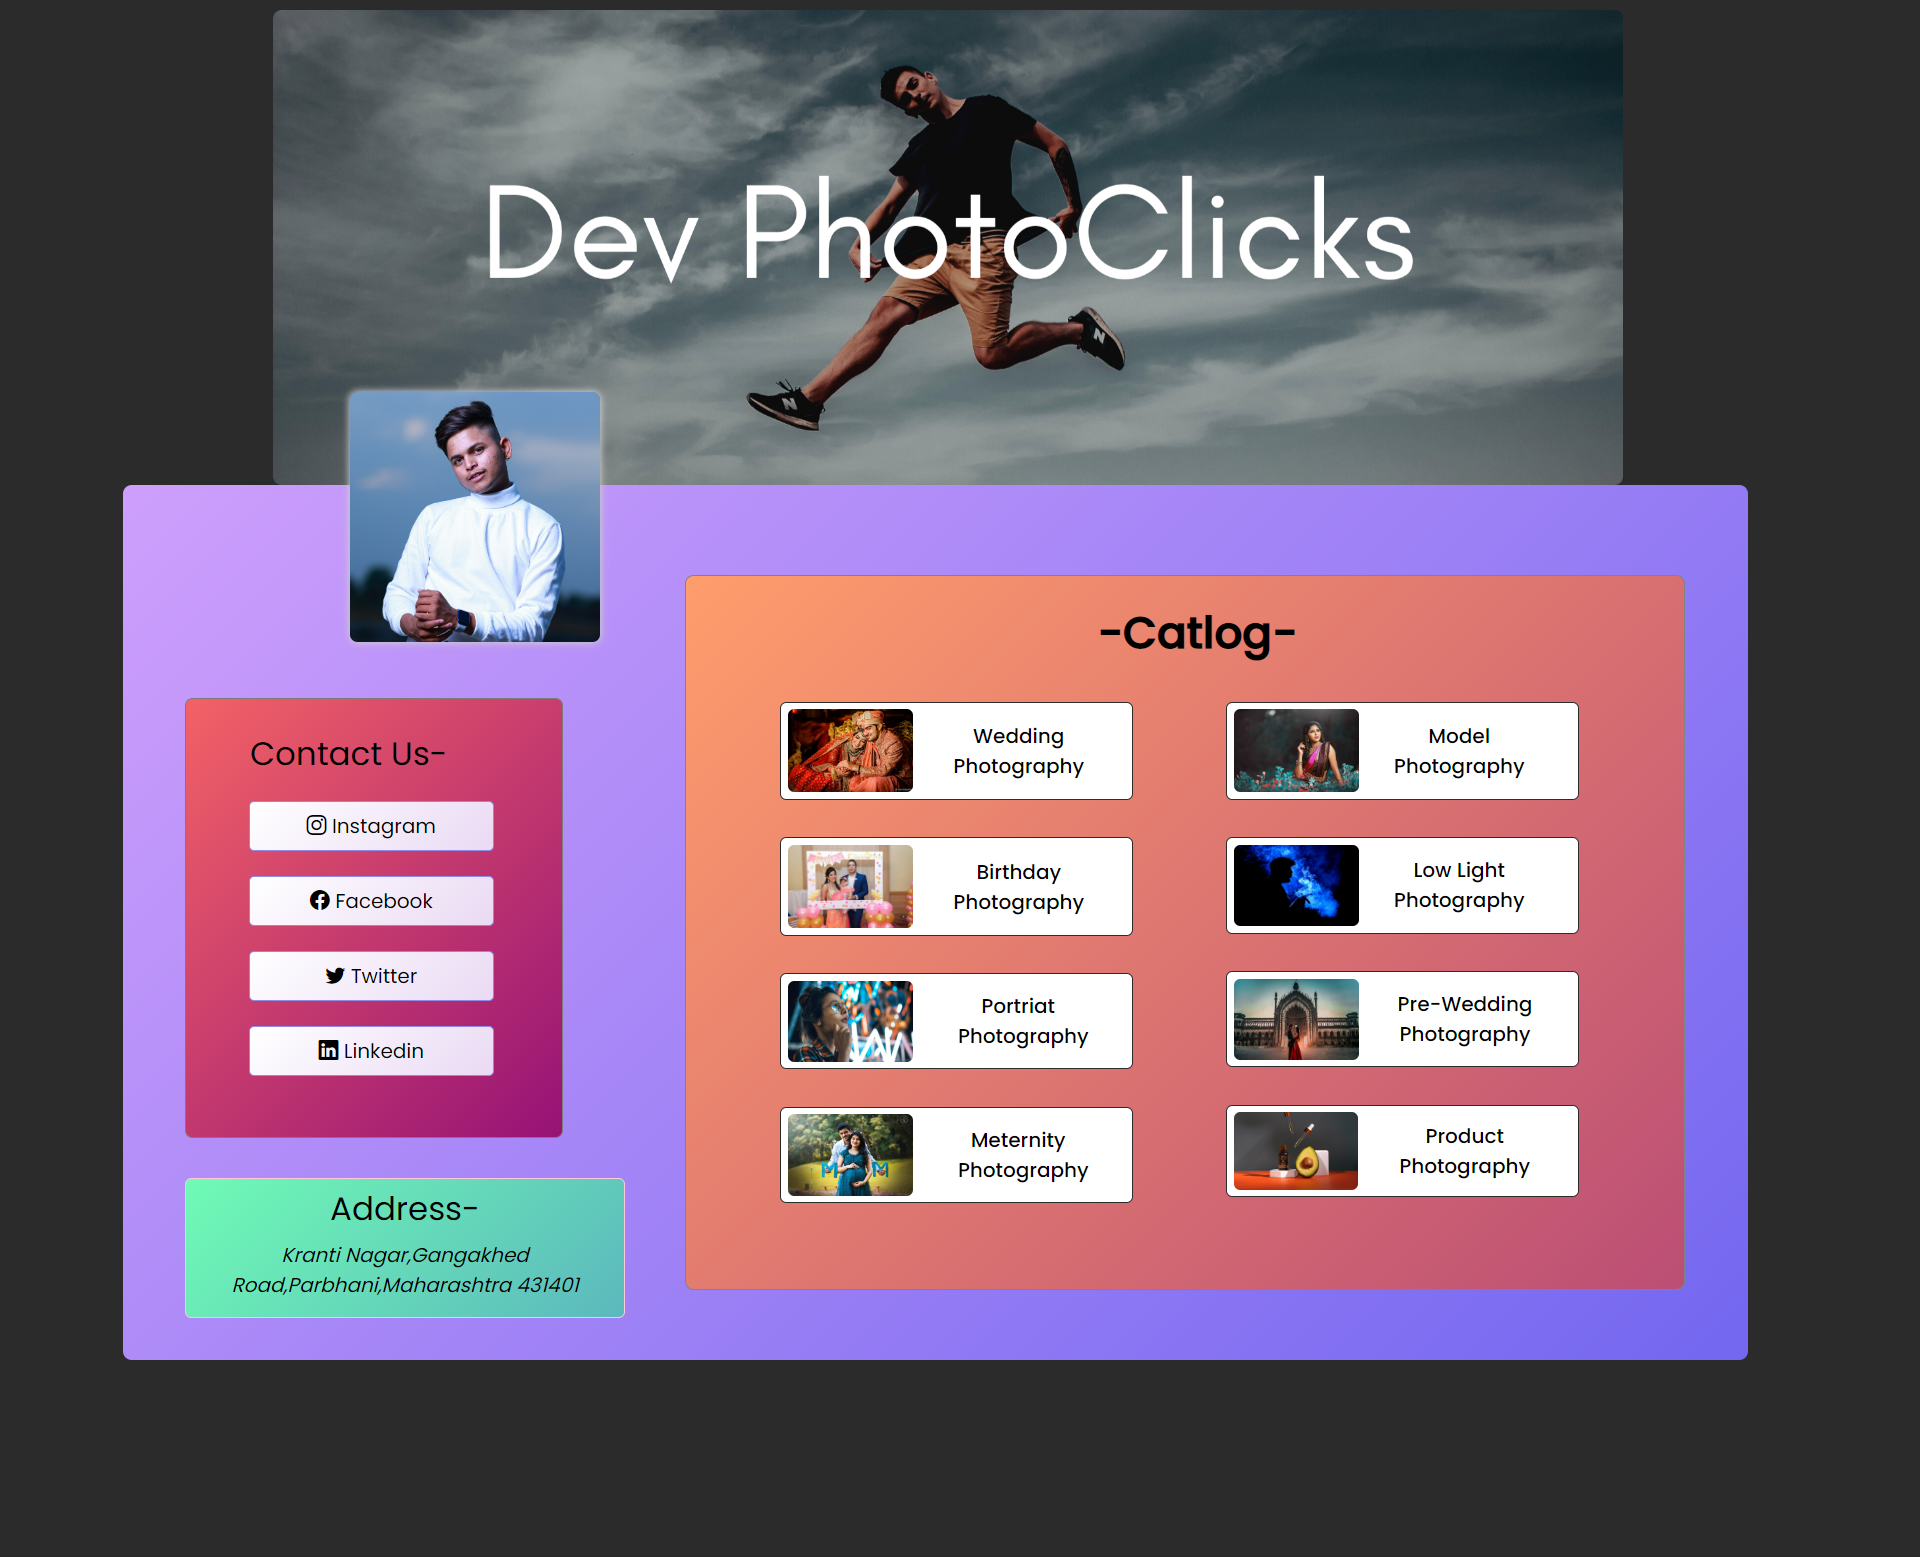 Dev PhotoClicks
-Catlog-
Contact Us-
Instagram
Facebook
Twitter
Linkedin
Address-
Kranti Nagar,Gangakhed
Road,Parbhani,Maharashtra 431401
Wedding
Photography
Model
Photography
Birthday
Photography
Low Light
Photography
Portriat
Photography
Pre-Wedding
Photography
Meternity
Photography
Product
Photography